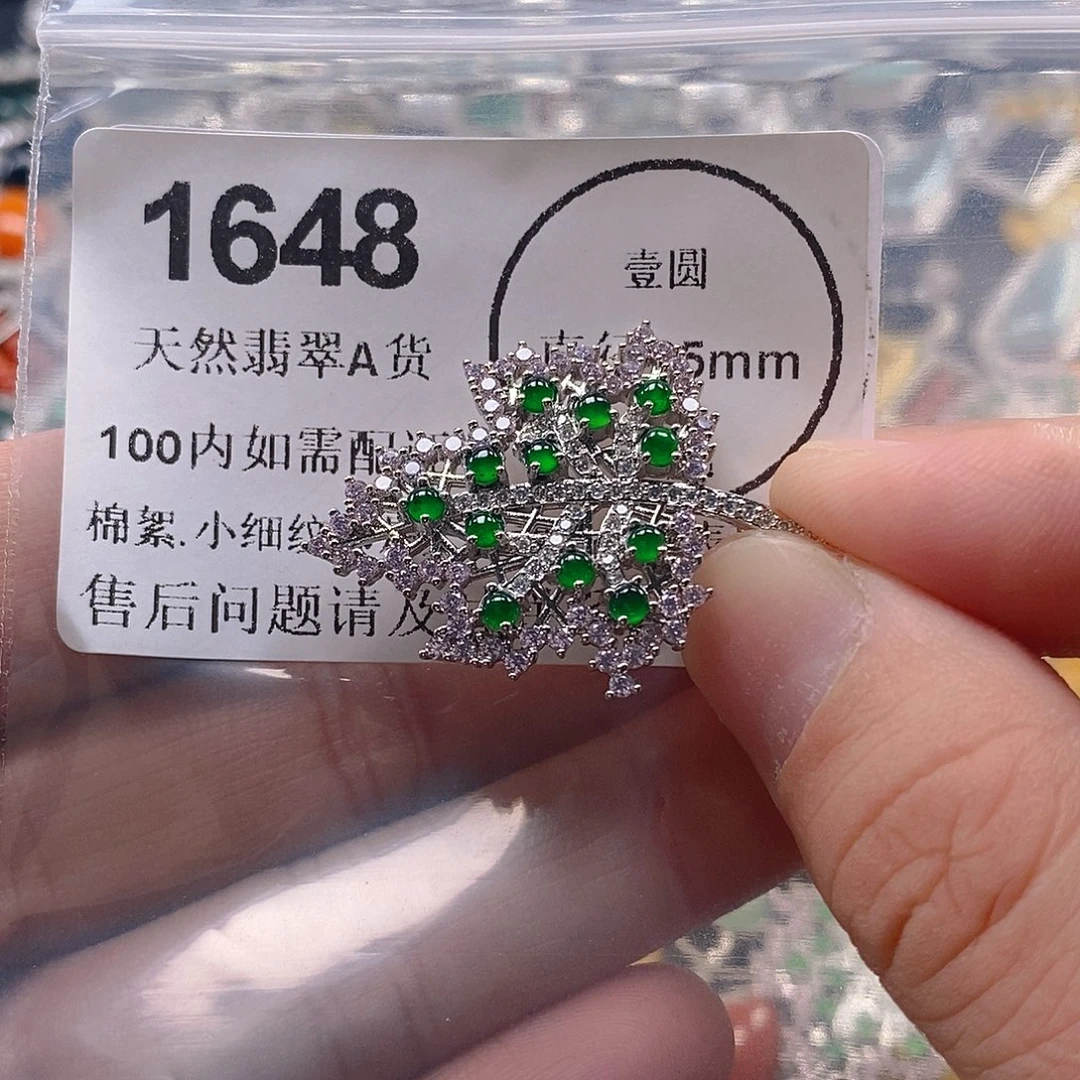 1648
天然翡翠A货
100内如需配
棉絮.小细纹
售后问题请及
壹圆
5mm